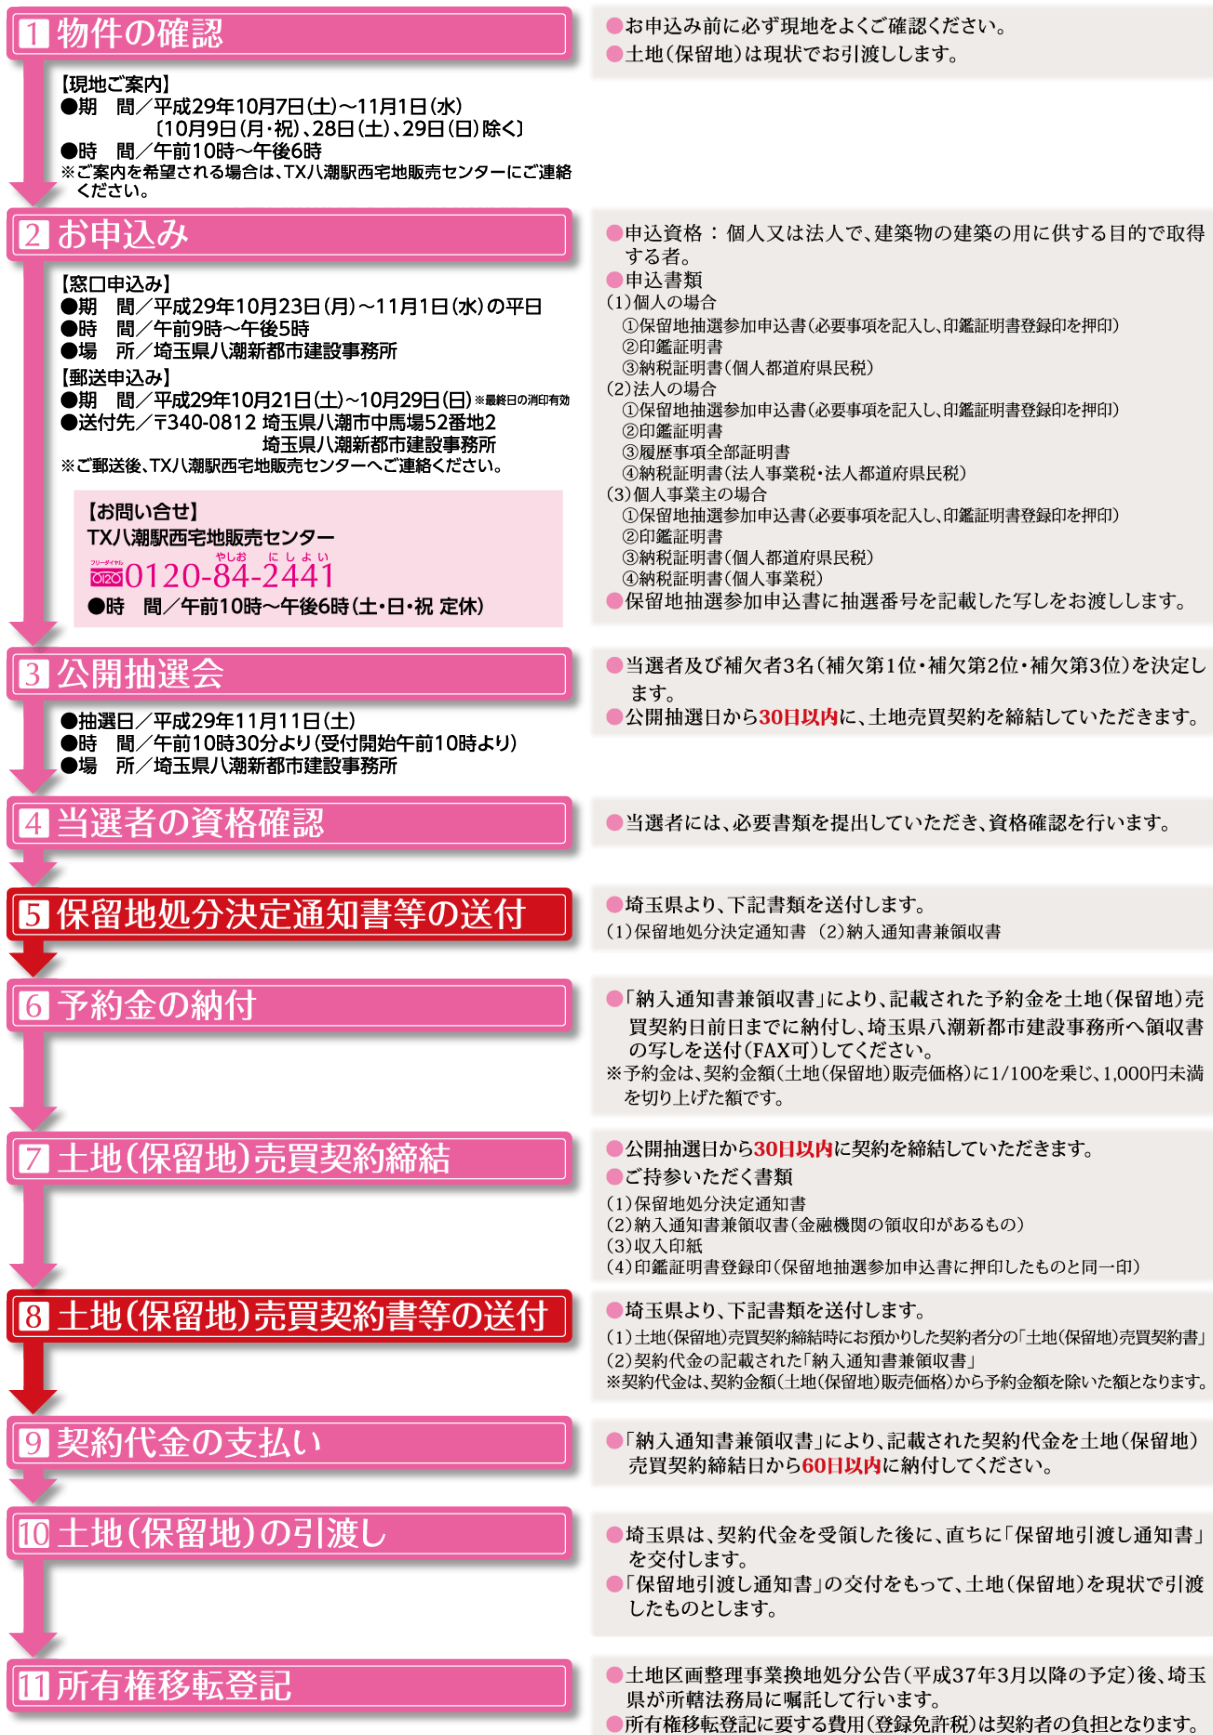 1 物件の確認
●お申込み前に必ず現地をよくご確認ください。
●土地(保留地)は現状でお引渡しします。
【現地ご案内】
●期　間／平成29年10月7日(土)～11月1日(水)
〔10月9日(月・祝)、28日(土)、29日(日)除く〕
●時　間／午前10時～午後6時
※ご案内を希望される場合は、TX八潮駅西宅地販売センターにご連絡
ください。
2 お申込み
【窓口申込み】
●期　間／平成29年10月23日(月)～11月1日(水)の平日
●時　間／午前9時～午後5時
●場　所／埼玉県八潮新都市建設事務所
【郵送申込み】
●期　間／平成29年10月21日(土)～10月29日(日)※最終日の消印有効
●送付先／〒340-0812 埼玉県八潮市中馬場52番地2
埼玉県八潮新都市建設事務所
※ご郵送後、TX八潮駅西宅地販売センターへご連絡ください。
【お問い合せ】
TX八潮駅西宅地販売センター
やしお にしよい
フリーダイヤル 0120 0120-84-2441
●時　間／午前10時～午後6時(土・日・祝 定休)
●申込資格：個人又は法人で、建築物の建築の用に供する目的で取得
する者。
●申込書類
(1)個人の場合
①保留地抽選参加申込書(必要事項を記入し、印鑑証明書登録印を押印)
②印鑑証明書
③納税証明書(個人都道府県民税)
(2)法人の場合
①保留地抽選参加申込書(必要事項を記入し、印鑑証明書登録印を押印)
②印鑑証明書
③履歴事項全部証明書
④納税証明書(法人事業税・法人都道府県民税)
(3)個人事業主の場合
①保留地抽選参加申込書(必要事項を記入し、印鑑証明書登録印を押印)
②印鑑証明書
③納税証明書(個人都道府県民税)
④納税証明書(個人事業税)
●保留地抽選参加申込書に抽選番号を記載した写しをお渡しします。
3 公開抽選会
●抽選日／平成29年11月11日(土)
●時　間／午前10時30分より(受付開始午前10時より)
●場　所／埼玉県八潮新都市建設事務所
●当選者及び補欠者3名(補欠第1位・補欠第2位・補欠第3位)を決定し
ます。
●公開抽選日から30日以内に、土地売買契約を締結していただきます。
4 当選者の資格確認
●当選者には、必要書類を提出していただき、資格確認を行います。
5 保留地処分決定通知書等の送付
●埼玉県より、下記書類を送付します。
(1)保留地処分決定通知書 (2)納入通知書兼領収書
6 予約金の納付
●「納入通知書兼領収書」により、記載された予約金を土地(保留地)売
買契約日前日までに納付し、埼玉県八潮新都市建設事務所へ領収書
の写しを送付(FAX可)してください。
※予約金は、契約金額(土地(保留地)販売価格)に1/100を乗じ、1,000円未満
を切り上げた額です。
7 土地(保留地)売買契約締結
●公開抽選日から30日以内に契約を締結していただきます。
●ご持参いただく書類
(1)保留地処分決定通知書
(2)納入通知書兼領収書(金融機関の領収印があるもの)
(3)収入印紙
(4)印鑑証明書登録印(保留地抽選参加申込書に押印したものと同一印)
8 土地(保留地)売買契約書等の送付
●埼玉県より、下記書類を送付します。
(1)土地(保留地)売買契約締結時にお預かりした契約者分の「土地(保留地)売買契約書」
(2)契約代金の記載された「納入通知書兼領収書」
※契約代金は、契約金額(土地(保留地)販売価格)から予約金額を除いた額となります。
9 契約代金の支払い
●「納入通知書兼領収書」により、記載された契約代金を土地(保留地)
売買契約締結日から60日以内に納付してください。
10 土地(保留地)の引渡し
●埼玉県は、契約代金を受領した後に、直ちに「保留地引渡し通知書」
を交付します。
●「保留地引渡し通知書」の交付をもって、土地(保留地)を現状で引渡
したものとします。
11 所有権移転登記
●土地区画整理事業換地処分公告(平成37年3月以降の予定)後、埼玉
県が所轄法務局に嘱託して行います。
●所有権移転登記に要する費用(登録免許税)は契約者の負担となります。